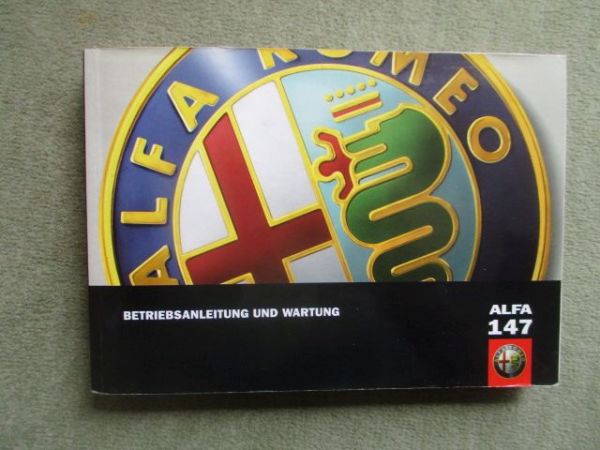 ALFA ROMEO
BETRIEBSANLEITUNG UND WARTUNG
ALFA
147